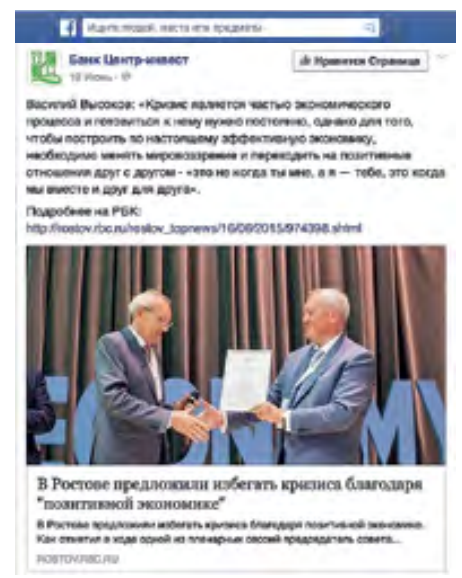 Ищите людей, места или предметы
Банк Центр-инвест
Нравится Страница
Василий Высоков: «Кризис является частью экономического
процесса и готовиться к нему нужно постоянно, однако для того,
чтобы построить по настоящему эффективную экономику,
необходимо менять мировоззрение и переходить на позитивные
отношения друг с другом - «это не когда ты мне, а я — тебе, это когда
мы вместе и друг для друга».
Подробнее на РБК:
http://rostov.rbc.ru/rostov_topnews/16/06/2015/974398.shtml
ECONOMY
В Ростове предложили избегать кризиса благодаря
"позитивной экономике"
В Ростове предложили избегать кризиса благодаря позитивной экономике.
Как отметил в ходе одной из пленарных сессий председатель совета...
ROSTOV.RBC.RU